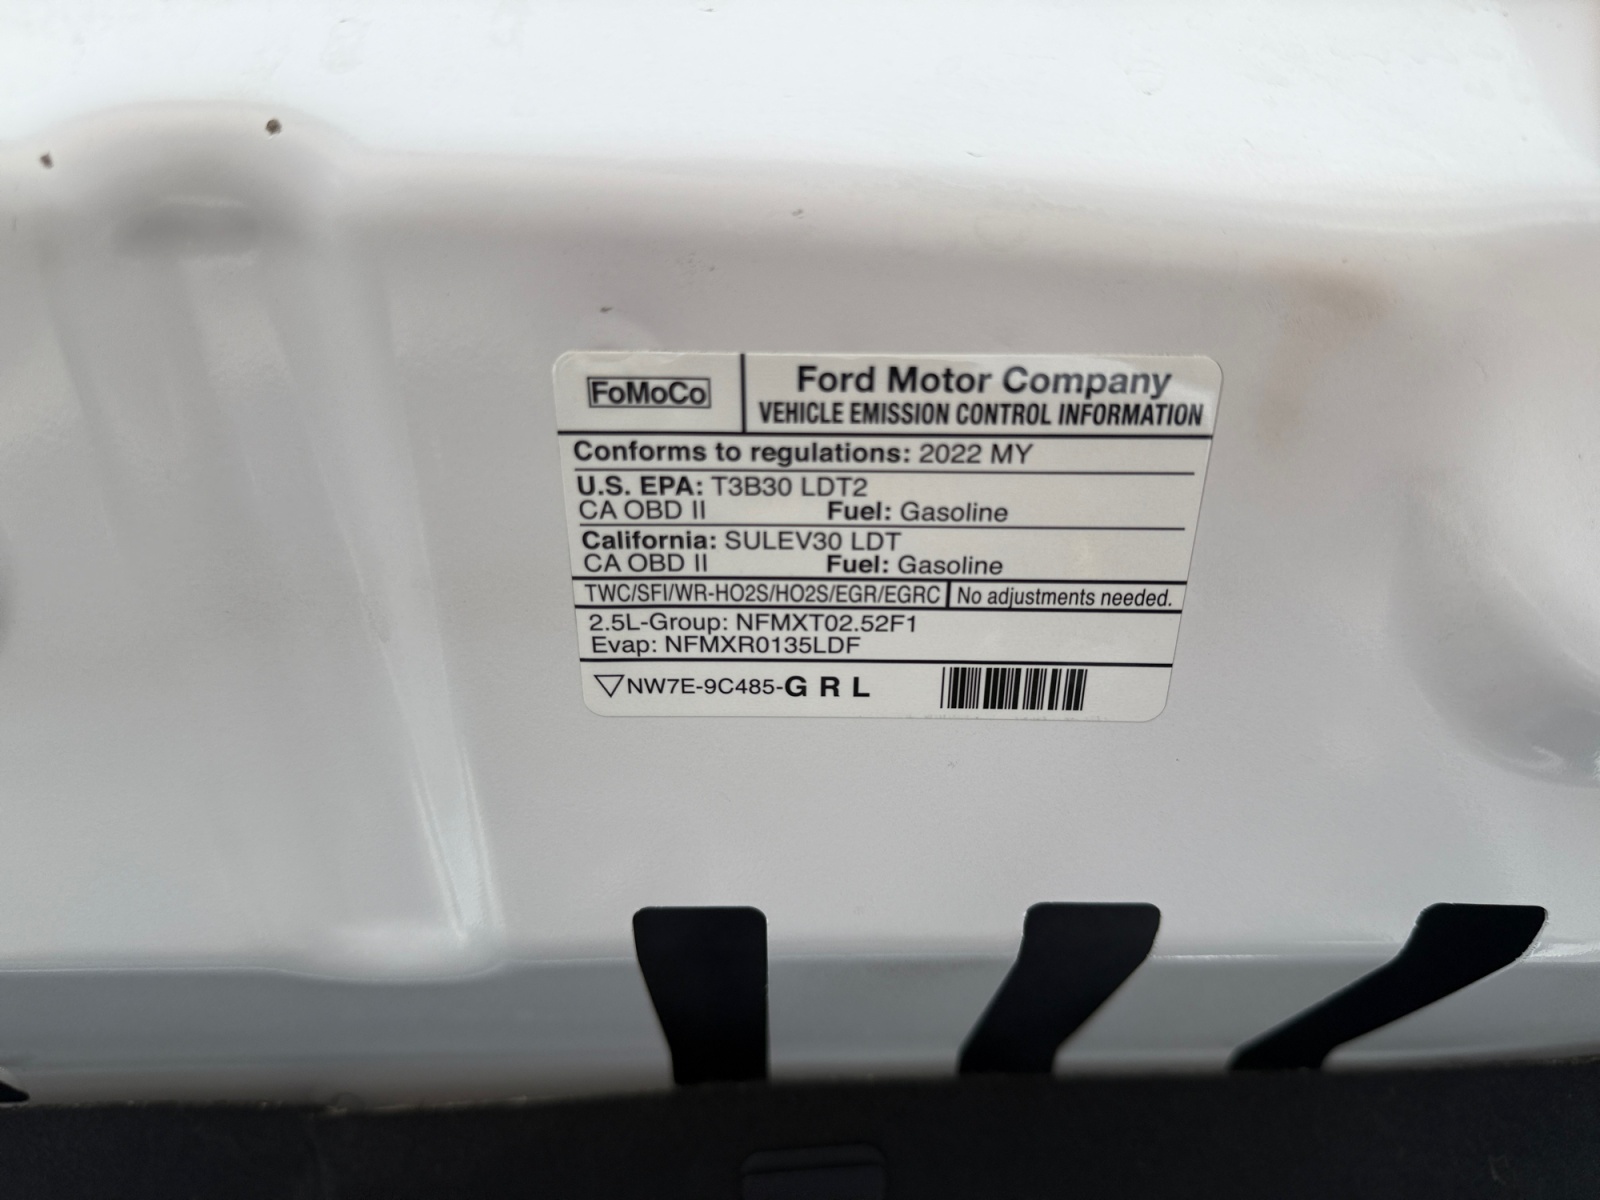 FoMoCo
Ford Motor Company
VEHICLE EMISSION CONTROL INFORMATION
Conforms to regulations: 2022 MY
U.S. EPA: T3B30 LDT2
CA OBD II Fuel: Gasoline
California: SULEV30 LDT
CA OBD II Fuel: Gasoline
TWC/SFI/WR-HO2S/HO2S/EGR/EGRC No adjustments needed.
2.5L-Group: NFMXT02.52F1
Evap: NFMXR0135LDF
NW7E-9C485-G R L